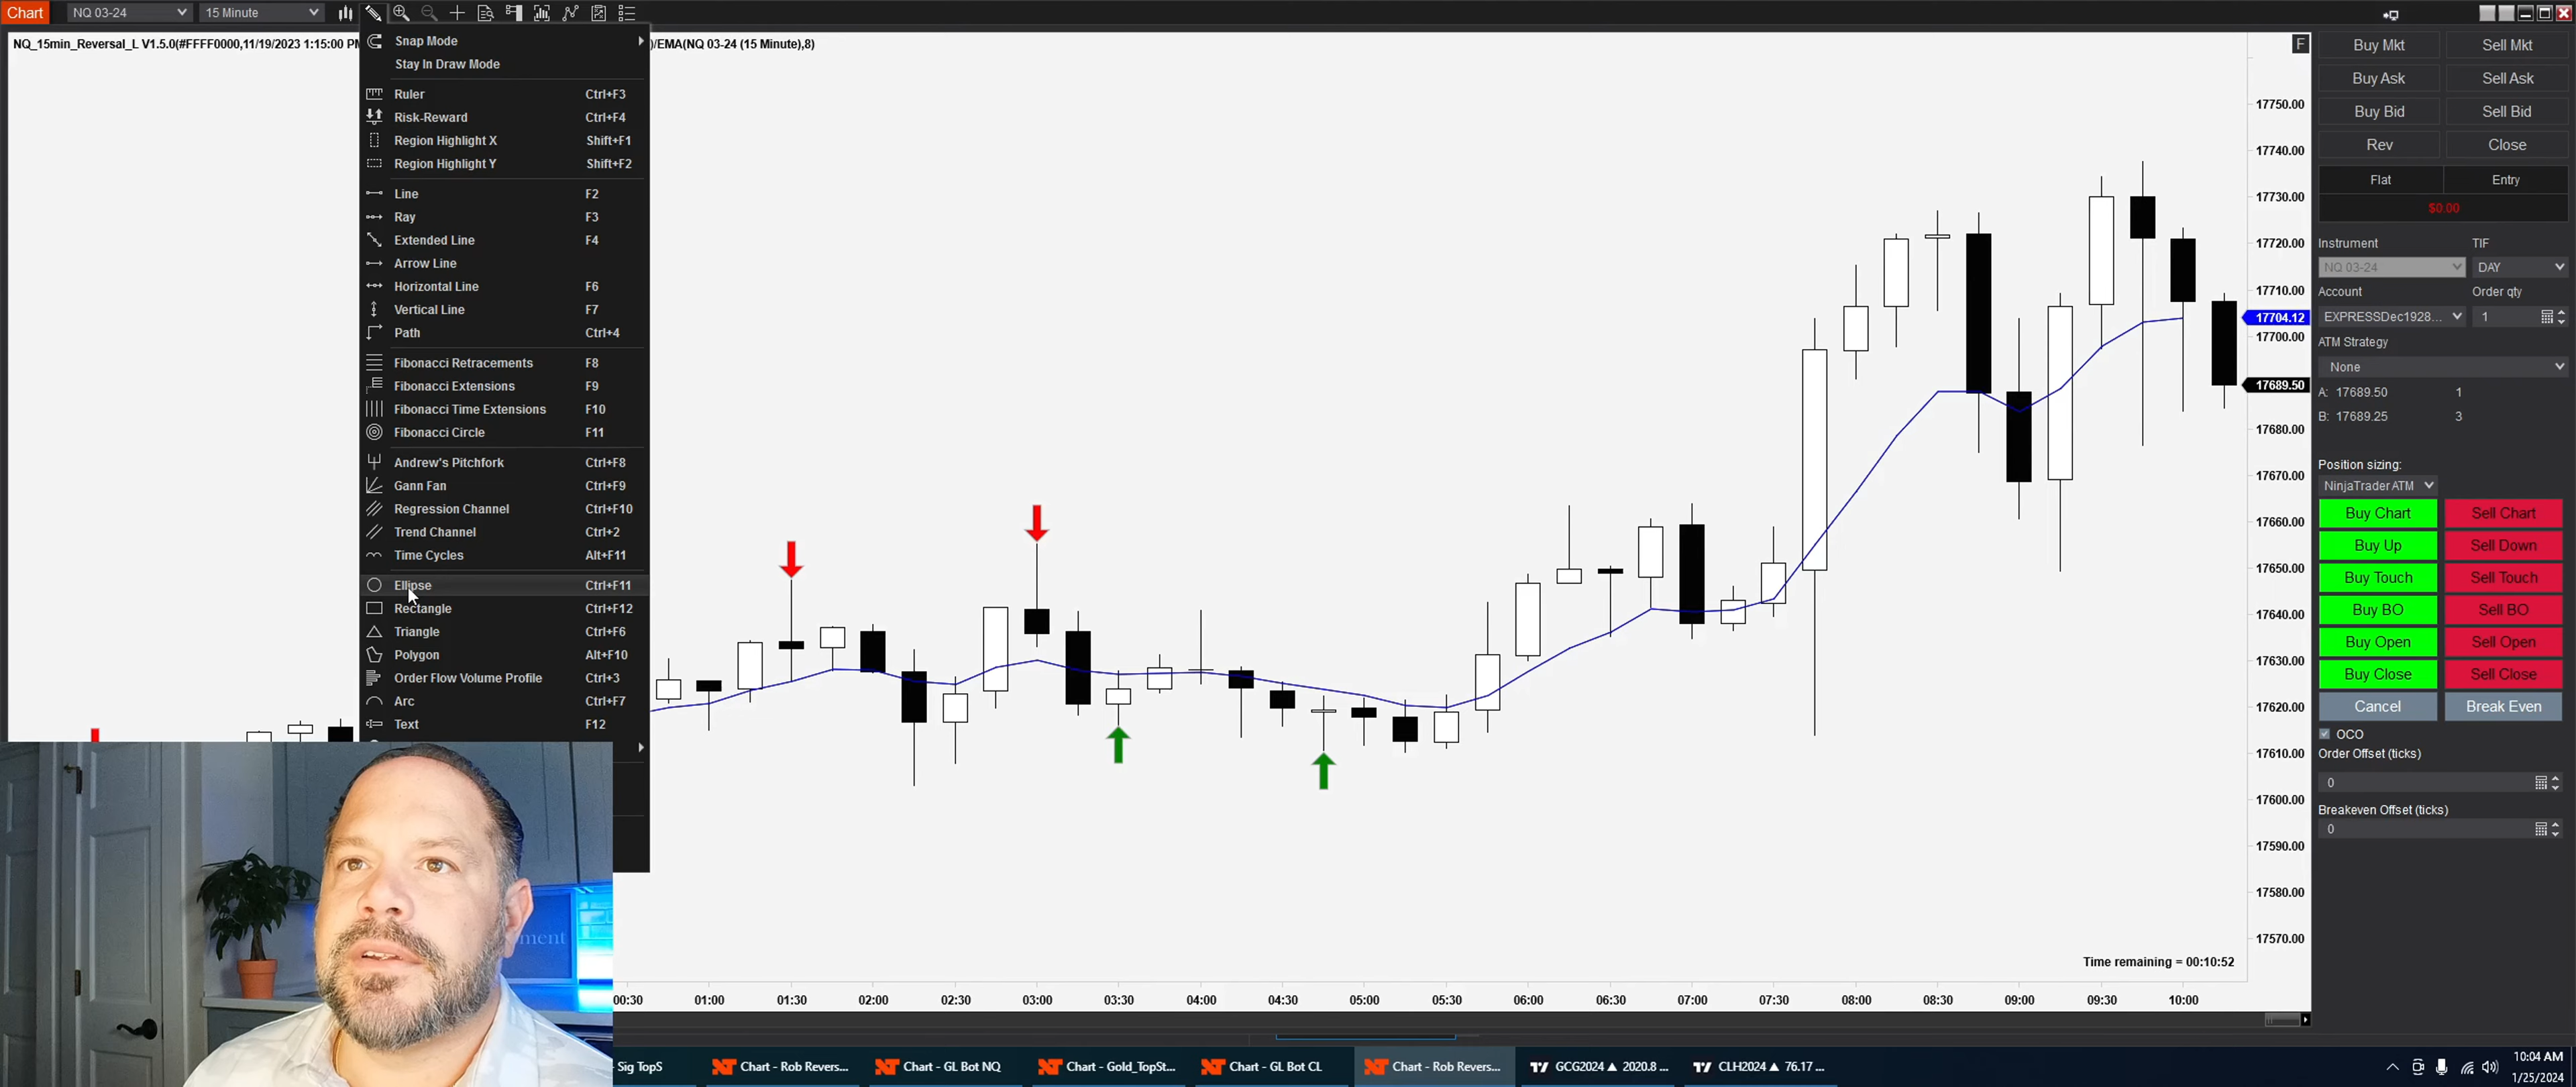 Chart
NQ 03-24
15 Minute
NQ_15min_Reversal_L V1.5.0(#FFFF0000,11/19/2023 1:15:00 PM
)/EMA(NQ 03-24 (15 Minute),8)
F
Snap Mode
Stay In Draw Mode
Ruler Ctrl+F3
Risk-Reward Ctrl+F4
Region Highlight X Shift+F1
Region Highlight Y Shift+F2
Line F2
Ray F3
Extended Line F4
Arrow Line
Horizontal Line F6
Vertical Line F7
Path Ctrl+4
Fibonacci Retracements F8
Fibonacci Extensions F9
Fibonacci Time Extensions F10
Fibonacci Circle F11
Andrew's Pitchfork Ctrl+F8
Gann Fan Ctrl+F9
Regression Channel Ctrl+F10
Trend Channel Ctrl+2
Time Cycles Alt+F11
Ellipse Ctrl+F11
Rectangle Ctrl+F12
Triangle Ctrl+F6
Polygon Alt+F10
Order Flow Volume Profile Ctrl+3
Arc Ctrl+F7
Text F12
17750.00
17740.00
17730.00
17720.00
17710.00
17704.12
17700.00
17689.50
17680.00
17670.00
17660.00
17650.00
17640.00
17630.00
17620.00
17610.00
17600.00
17590.00
17580.00
17570.00
Time remaining = 00:10:52
00:30 01:00 01:30 02:00 02:30 03:00 03:30 04:00 04:30 05:00 05:30 06:00 06:30 07:00 07:30 08:00 08:30 09:00 09:30 10:00
Buy Mkt Sell Mkt
Buy Ask Sell Ask
Buy Bid Sell Bid
Rev Close
Flat Entry
$0.00
Instrument TIF
NQ 03-24 DAY
Account Order qty
EXPRESSDec1928... 1
ATM Strategy
None
A: 17689.50 1
B: 17689.25 3
Position sizing:
NinjaTrader ATM
Buy Chart Sell Chart
Buy Up Sell Down
Buy Touch Sell Touch
Buy BO Sell BO
Buy Open Sell Open
Buy Close Sell Close
Cancel Break Even
OCO
Order Offset (ticks)
0
Breakeven Offset (ticks)
0
ment
- Sig TopS
Chart - Rob Revers...
Chart - GL Bot NQ
Chart - Gold_TopSt...
Chart - GL Bot CL
Chart - Rob Revers...
GCG2024 ▲ 2020.8 ...
CLH2024 ▲ 76.17 ...
10:04 AM
1/25/2024